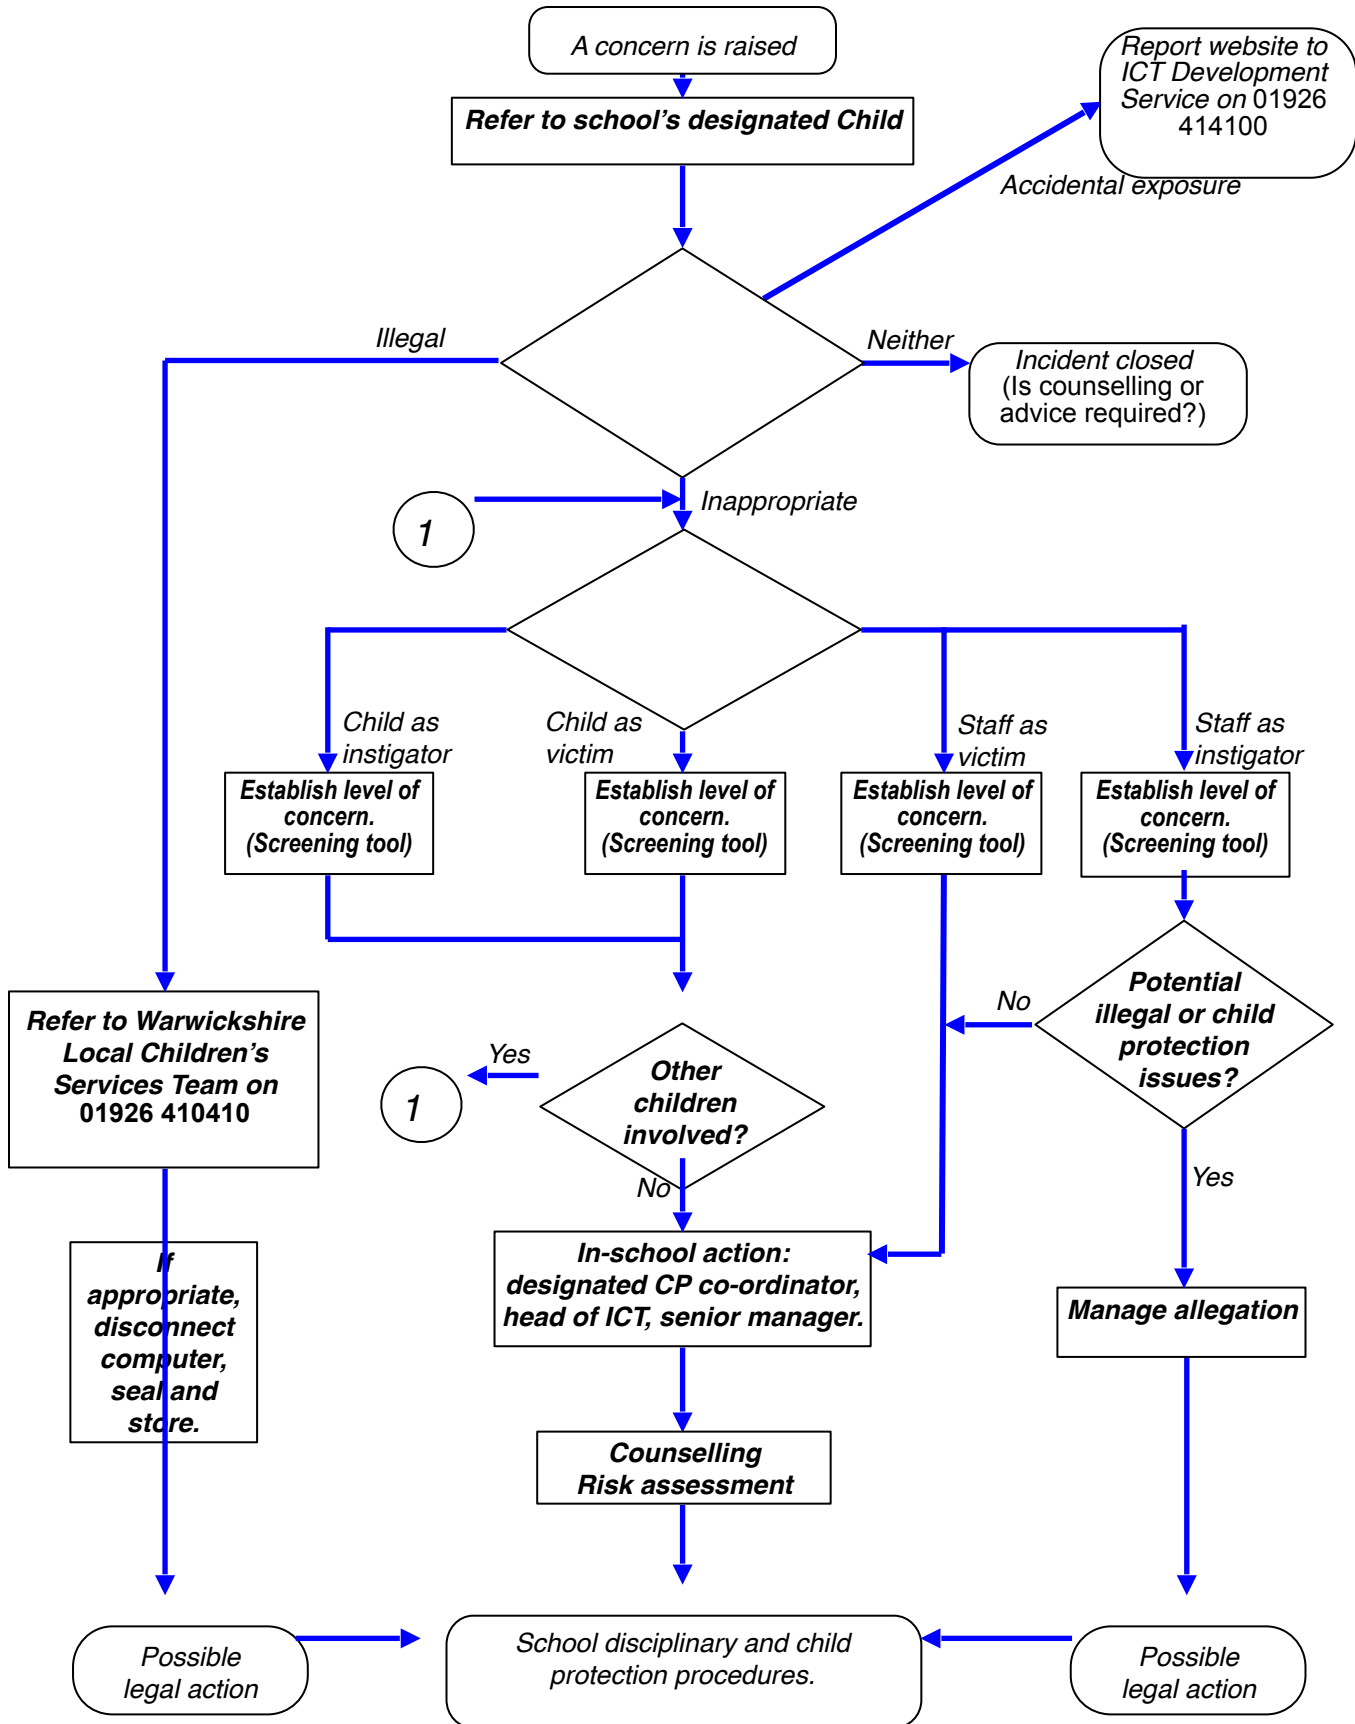 A concern is raised
Report website to
ICT Development
Service on 01926
414100
Refer to school's designated Child
Accidental exposure
Illegal
Neither
Incident closed
(Is counselling or
advice required?)
1
Inappropriate
Child as
instigator
Child as
victim
Staff as
victim
Staff as
instigator
Establish level of
concern.
(Screening tool)
Establish level of
concern.
(Screening tool)
Establish level of
concern.
(Screening tool)
Establish level of
concern.
(Screening tool)
Potential
illegal or child
protection
issues?
No
Refer to Warwickshire
Local Children's
Services Team on
01926 410410
Yes
1
Other
children
involved?
No
Yes
If
appropriate,
disconnect
computer,
seal and
store.
In-school action:
designated CP co-ordinator,
head of ICT, senior manager.
Manage allegation
Counselling
Risk assessment
Possible
legal action
School disciplinary and child
protection procedures.
Possible
legal action